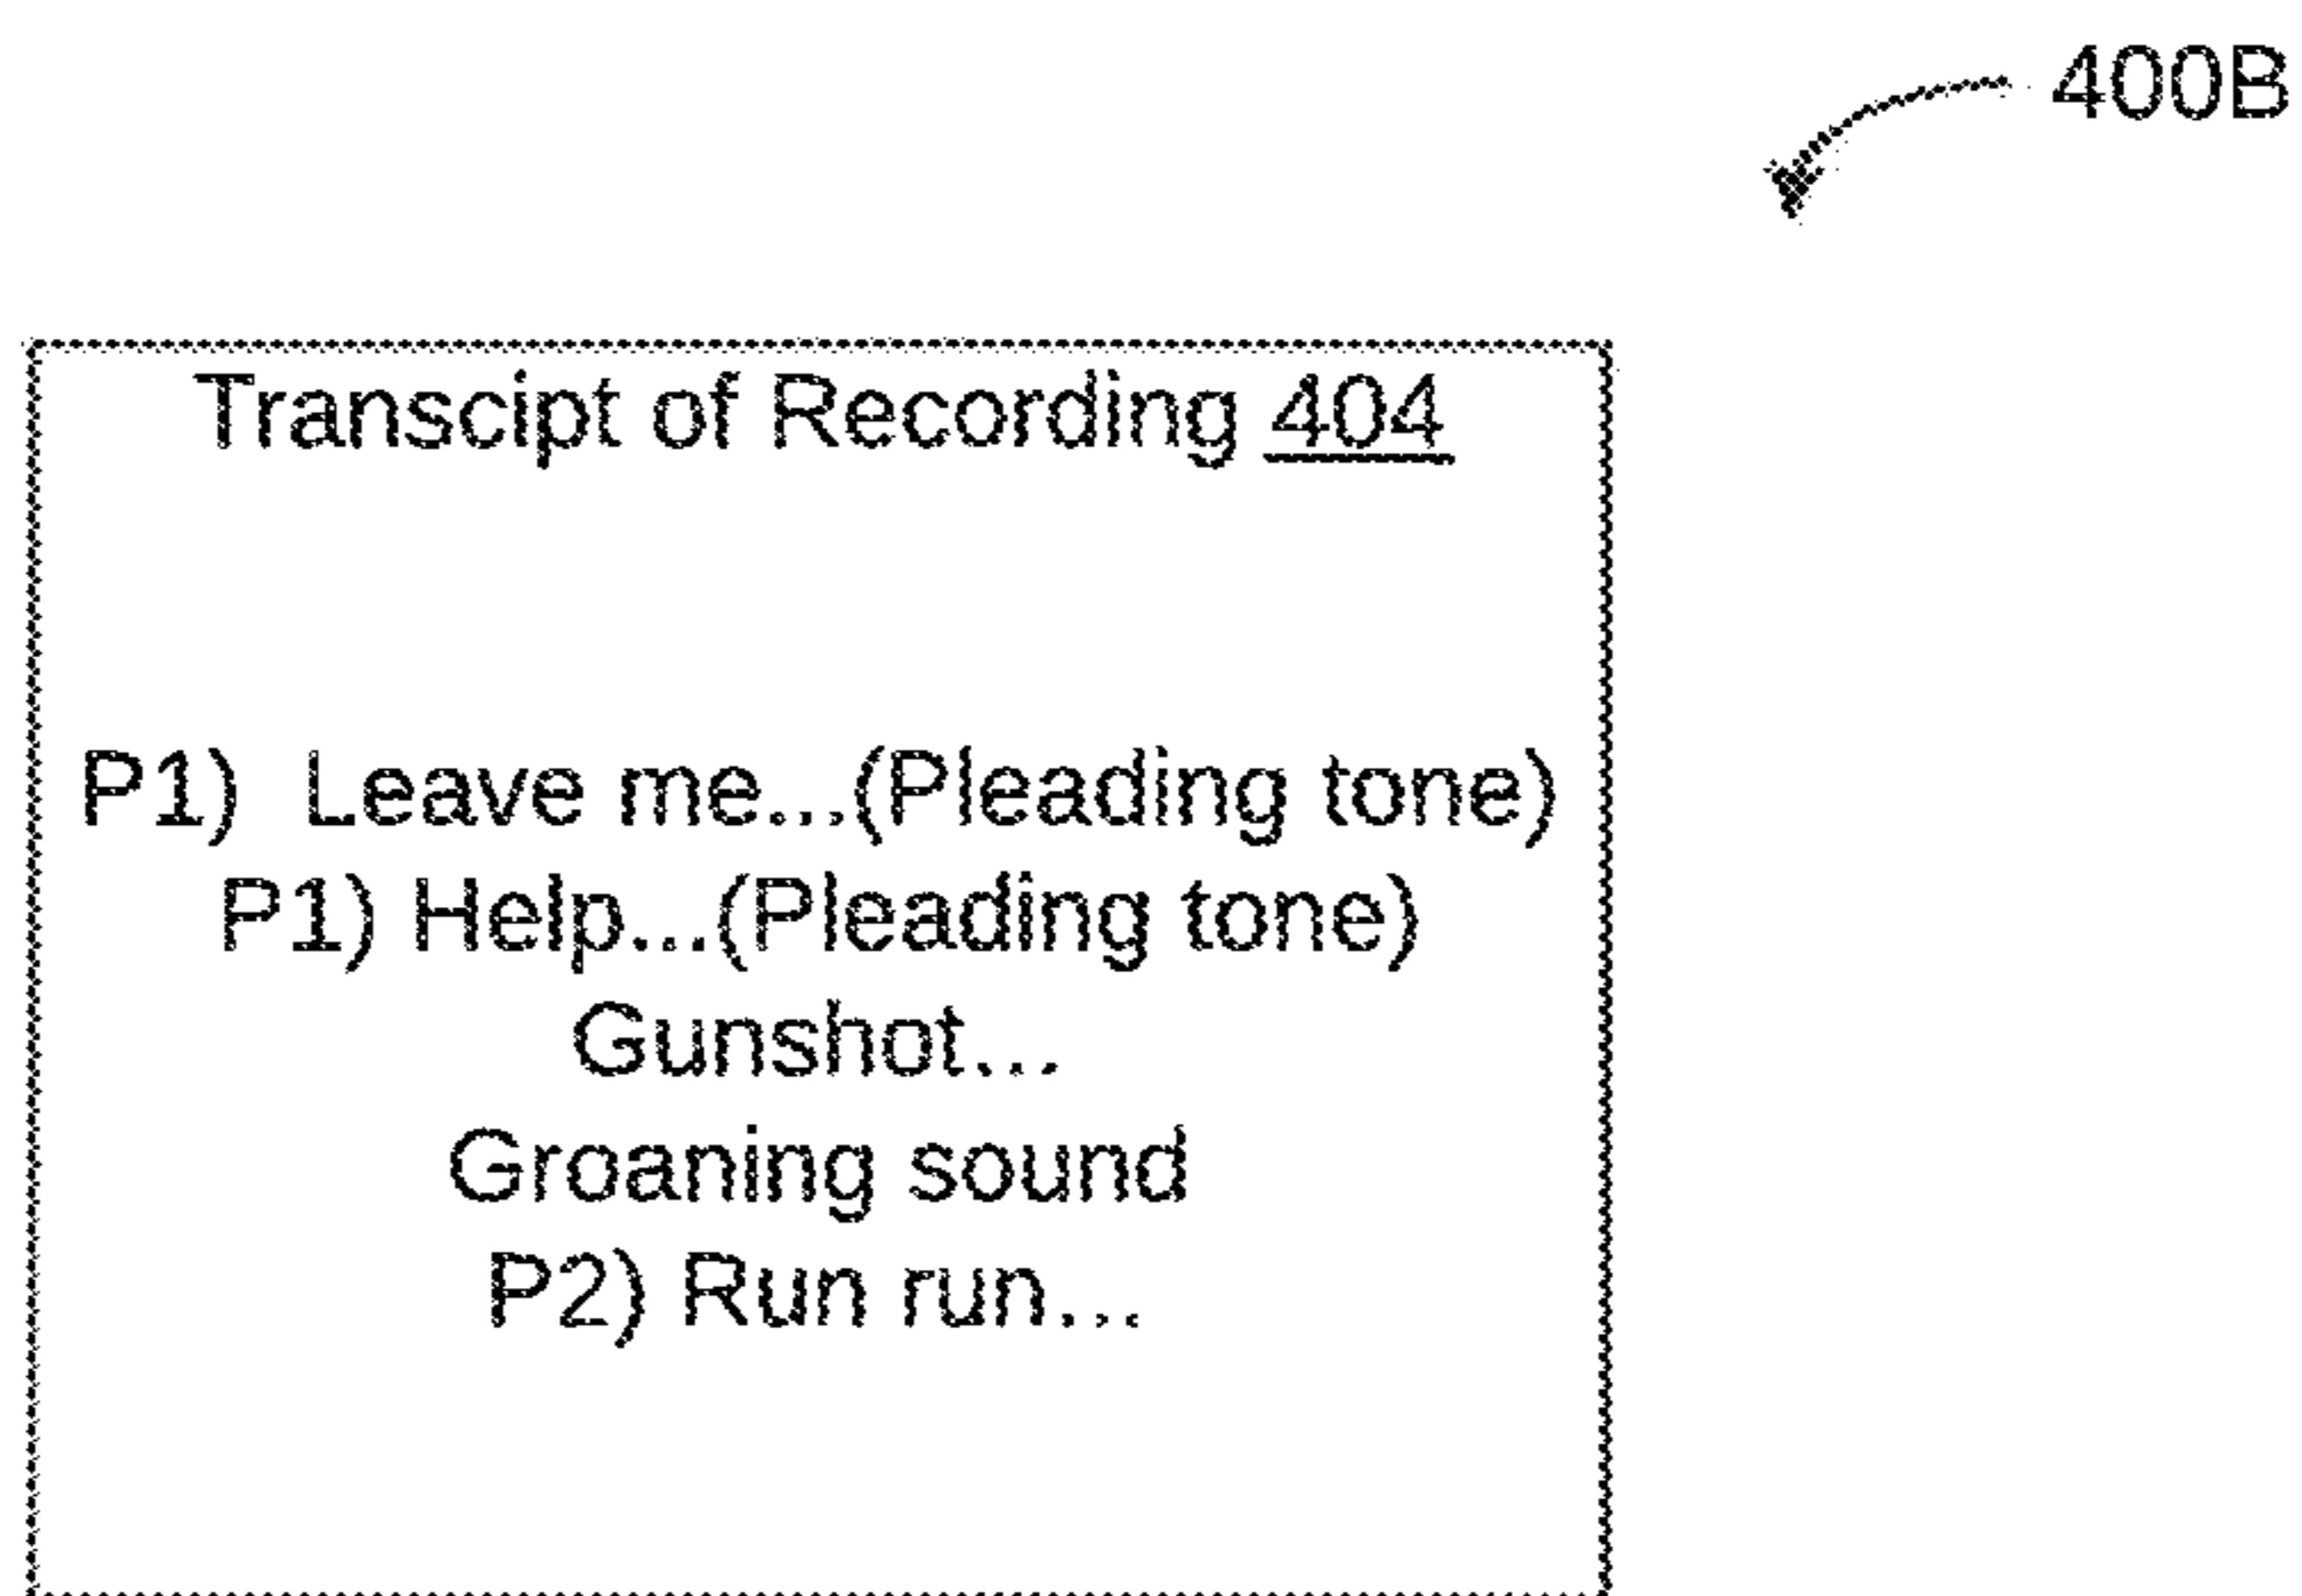 400B
Transcipt of Recording 404
P1)  Leave me...(Pleading tone)
P1) Help...(Pleading tone)
Gunshot...
Groaning sound
P2) Run run...